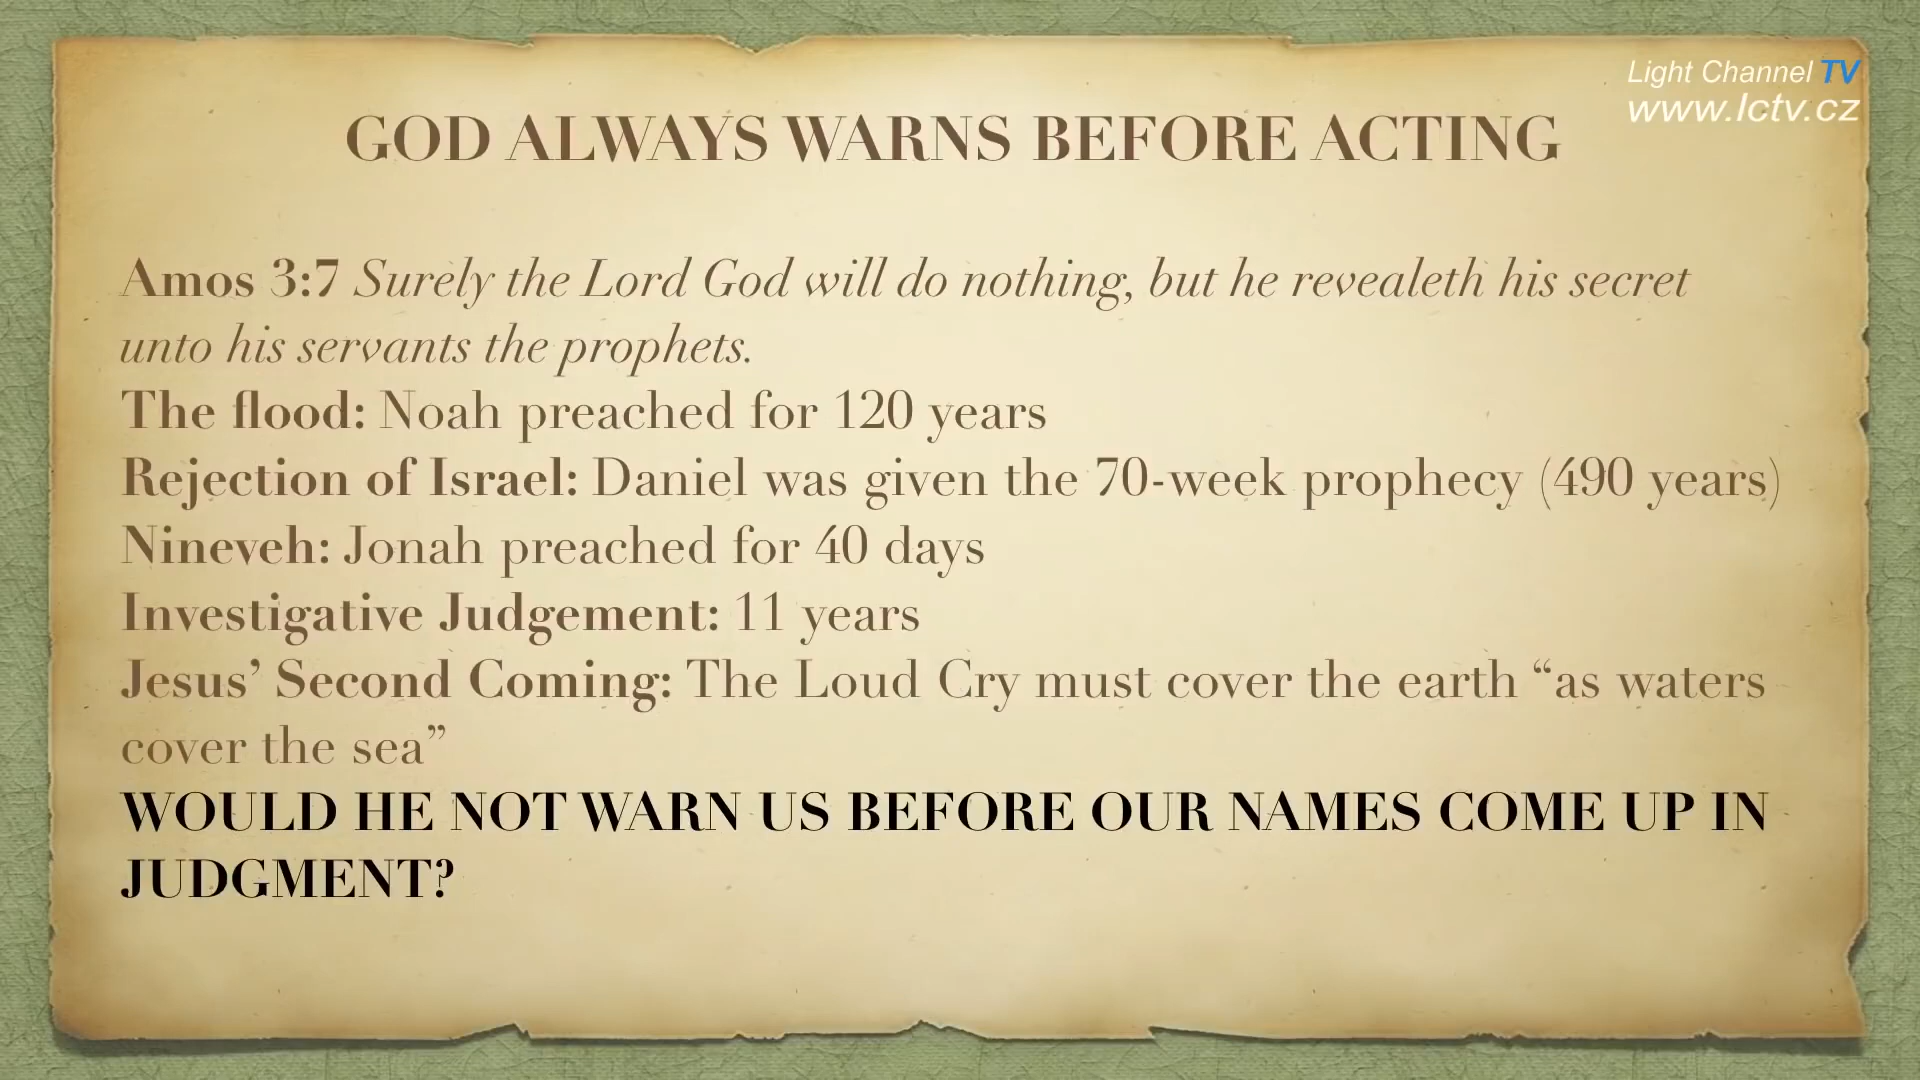 Light Channel TV
www.lctv.cz
GOD ALWAYS WARNS BEFORE ACTING
Amos 3:7 Surely the Lord God will do nothing, but he revealeth his secret
unto his servants the prophets.
The flood: Noah preached for 120 years
Rejection of Israel: Daniel was given the 70-week prophecy (490 years)
Nineveh: Jonah preached for 40 days
Investigative Judgement: 11 years
Jesus’ Second Coming: The Loud Cry must cover the earth “as waters
cover the sea”
WOULD HE NOT WARN US BEFORE OUR NAMES COME UP IN
JUDGMENT?